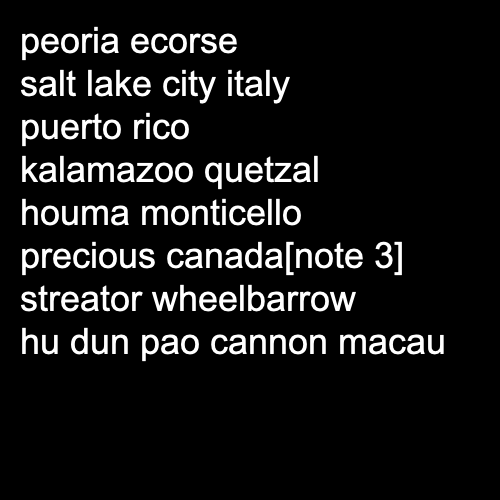 peoria ecorse
salt lake city italy
puerto rico
kalamazoo quetzal
houma monticello
precious canada[note 3]
streator wheelbarrow
hu dun pao cannon macau